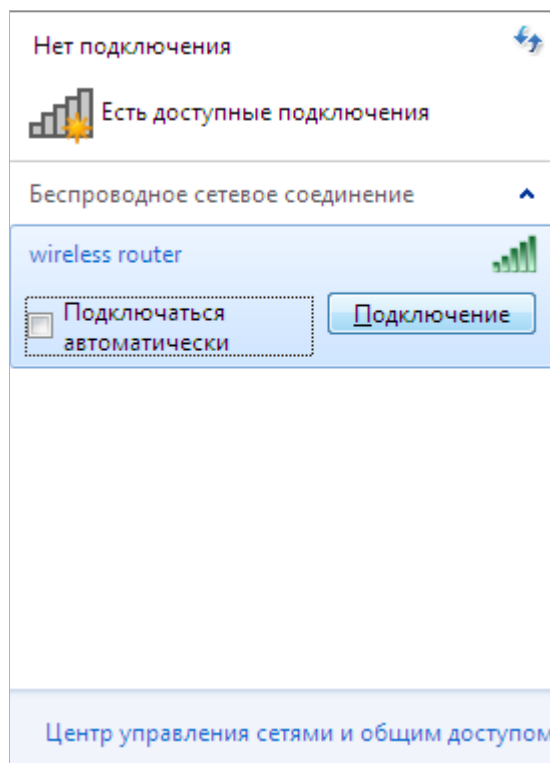 Нет подключения
Есть доступные подключения
Беспроводное сетевое соединение
wireless router
Подключаться
автоматически
Подключение
Центр управления сетями и общим доступом